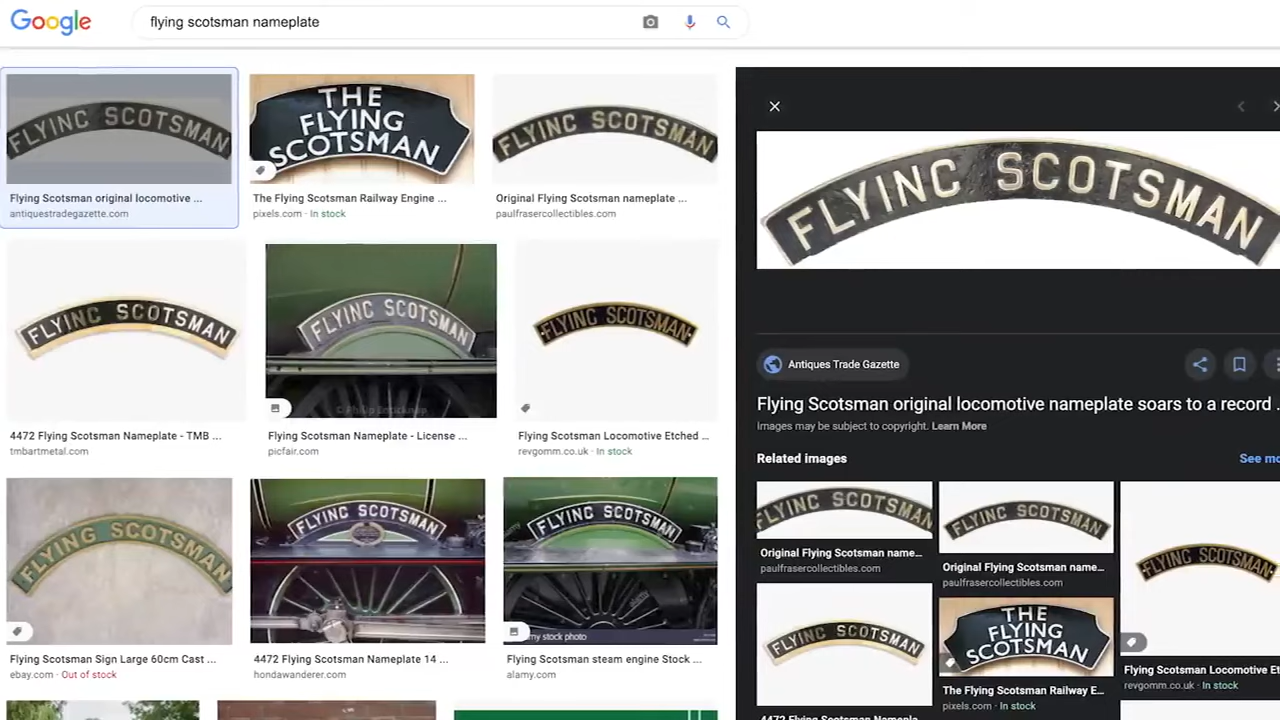 Google
flying scotsman nameplate
FLYING SCOTSMAN
Flying Scotsman original locomotive ...
antiquestradegazette.com
THE
FLYING
SCOTSMAN
The Flying Scotsman Railway Engine ...
pixels.com · In stock
FLYING SCOTSMAN
Original Flying Scotsman nameplate ...
paulfrasercollectibles.com
FLYING SCOTSMAN
4472 Flying Scotsman Nameplate - TMB ...
tmbartmetal.com
FLYING SCOTSMAN
Flying Scotsman Nameplate - License ...
picfair.com
FLYING SCOTSMAN
Flying Scotsman Locomotive Etched ...
revgomm.co.uk · In stock
FLYING SCOTSMAN
Flying Scotsman Sign Large 60cm Cast ...
ebay.com · Out of stock
FLYING SCOTSMAN
4472 Flying Scotsman Nameplate 14 ...
hondawanderer.com
FLYING SCOTSMAN
alamy stock photo
Flying Scotsman steam engine Stock ...
alamy.com
FLYING SCOTSMAN
Antiques Trade Gazette
Flying Scotsman original locomotive nameplate soars to a record ...
Images may be subject to copyright. Learn More
Related images
See mo
FLYING SCOTSMAN
Original Flying Scotsman name...
paulfrasercollectibles.com
FLYING SCOTSMAN
Original Flying Scotsman name...
paulfrasercollectibles.com
FLYING SCOTSMAN
Flying Scotsman Locomotive Et
revgomm.co.uk · In stock
FLYING SCOTSMAN
4472 Flying Scotsman Namepla
THE
FLYING
SCOTSMAN
The Flying Scotsman Railway E...
pixels.com · In stock